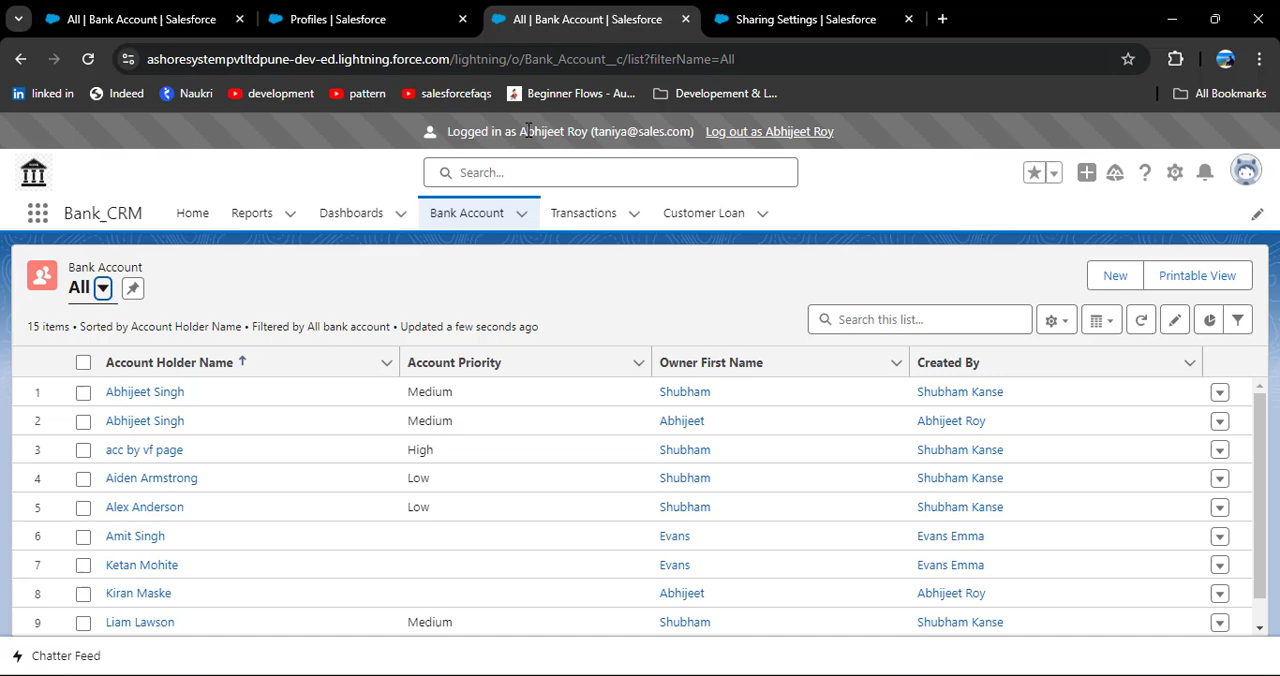 All | Bank Account | Salesforce
Profiles | Salesforce
All | Bank Account | Salesforce
Sharing Settings | Salesforce
ashoresystempvtltdpune-dev-ed.lightning.force.com/lightning/o/Bank_Account__c/list?filterName=All
linked in
Indeed
Naukri
development
pattern
salesforcefaqs
Beginner Flows - Au...
Developement & L...
All Bookmarks
Logged in as Abhijeet Roy (taniya@sales.com) Log out as Abhijeet Roy
Search...
Bank_CRM
Home
Reports
Dashboards
Bank Account
Transactions
Customer Loan
Bank Account
All
New
Printable View
15 items • Sorted by Account Holder Name • Filtered by All bank account • Updated a few seconds ago
Search this list...
Account Holder Name Account Priority Owner First Name Created By
1 Abhijeet Singh Medium Shubham Shubham Kanse
2 Abhijeet Singh Medium Abhijeet Abhijeet Roy
3 acc by vf page High Shubham Shubham Kanse
4 Aiden Armstrong Low Shubham Shubham Kanse
5 Alex Anderson Low Shubham Shubham Kanse
6 Amit Singh Evans Evans Emma
7 Ketan Mohite Evans Evans Emma
8 Kiran Maske Abhijeet Abhijeet Roy
9 Liam Lawson Medium Shubham Shubham Kanse
Chatter Feed